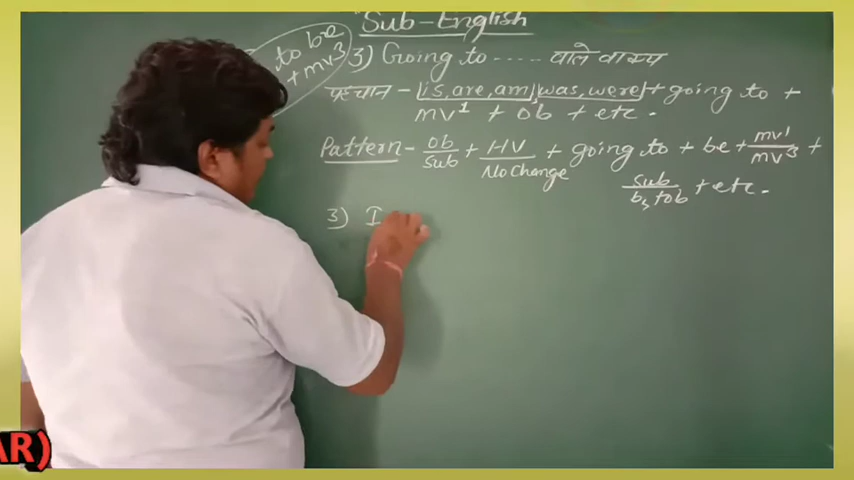 "Sub-English
to be
+ mv³
3) Going to ..... वाले वाक्य
पहचान - is, are, am, was, were + going to +
mv¹ + ob + etc.
Pattern - ob/sub + HV/No change + going to + be + mv¹/mv³ +
sub/by, to b + etc.
3) I
AR)